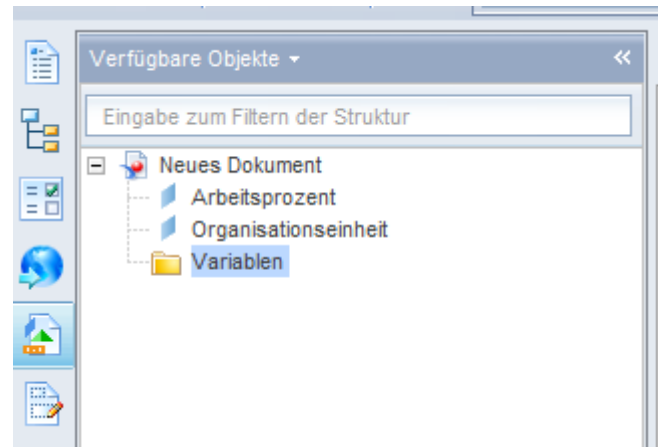 Verfügbare Objekte
Eingabe zum Filtern der Struktur
Neues Dokument
Arbeitsprozent
Organisationseinheit
Variablen